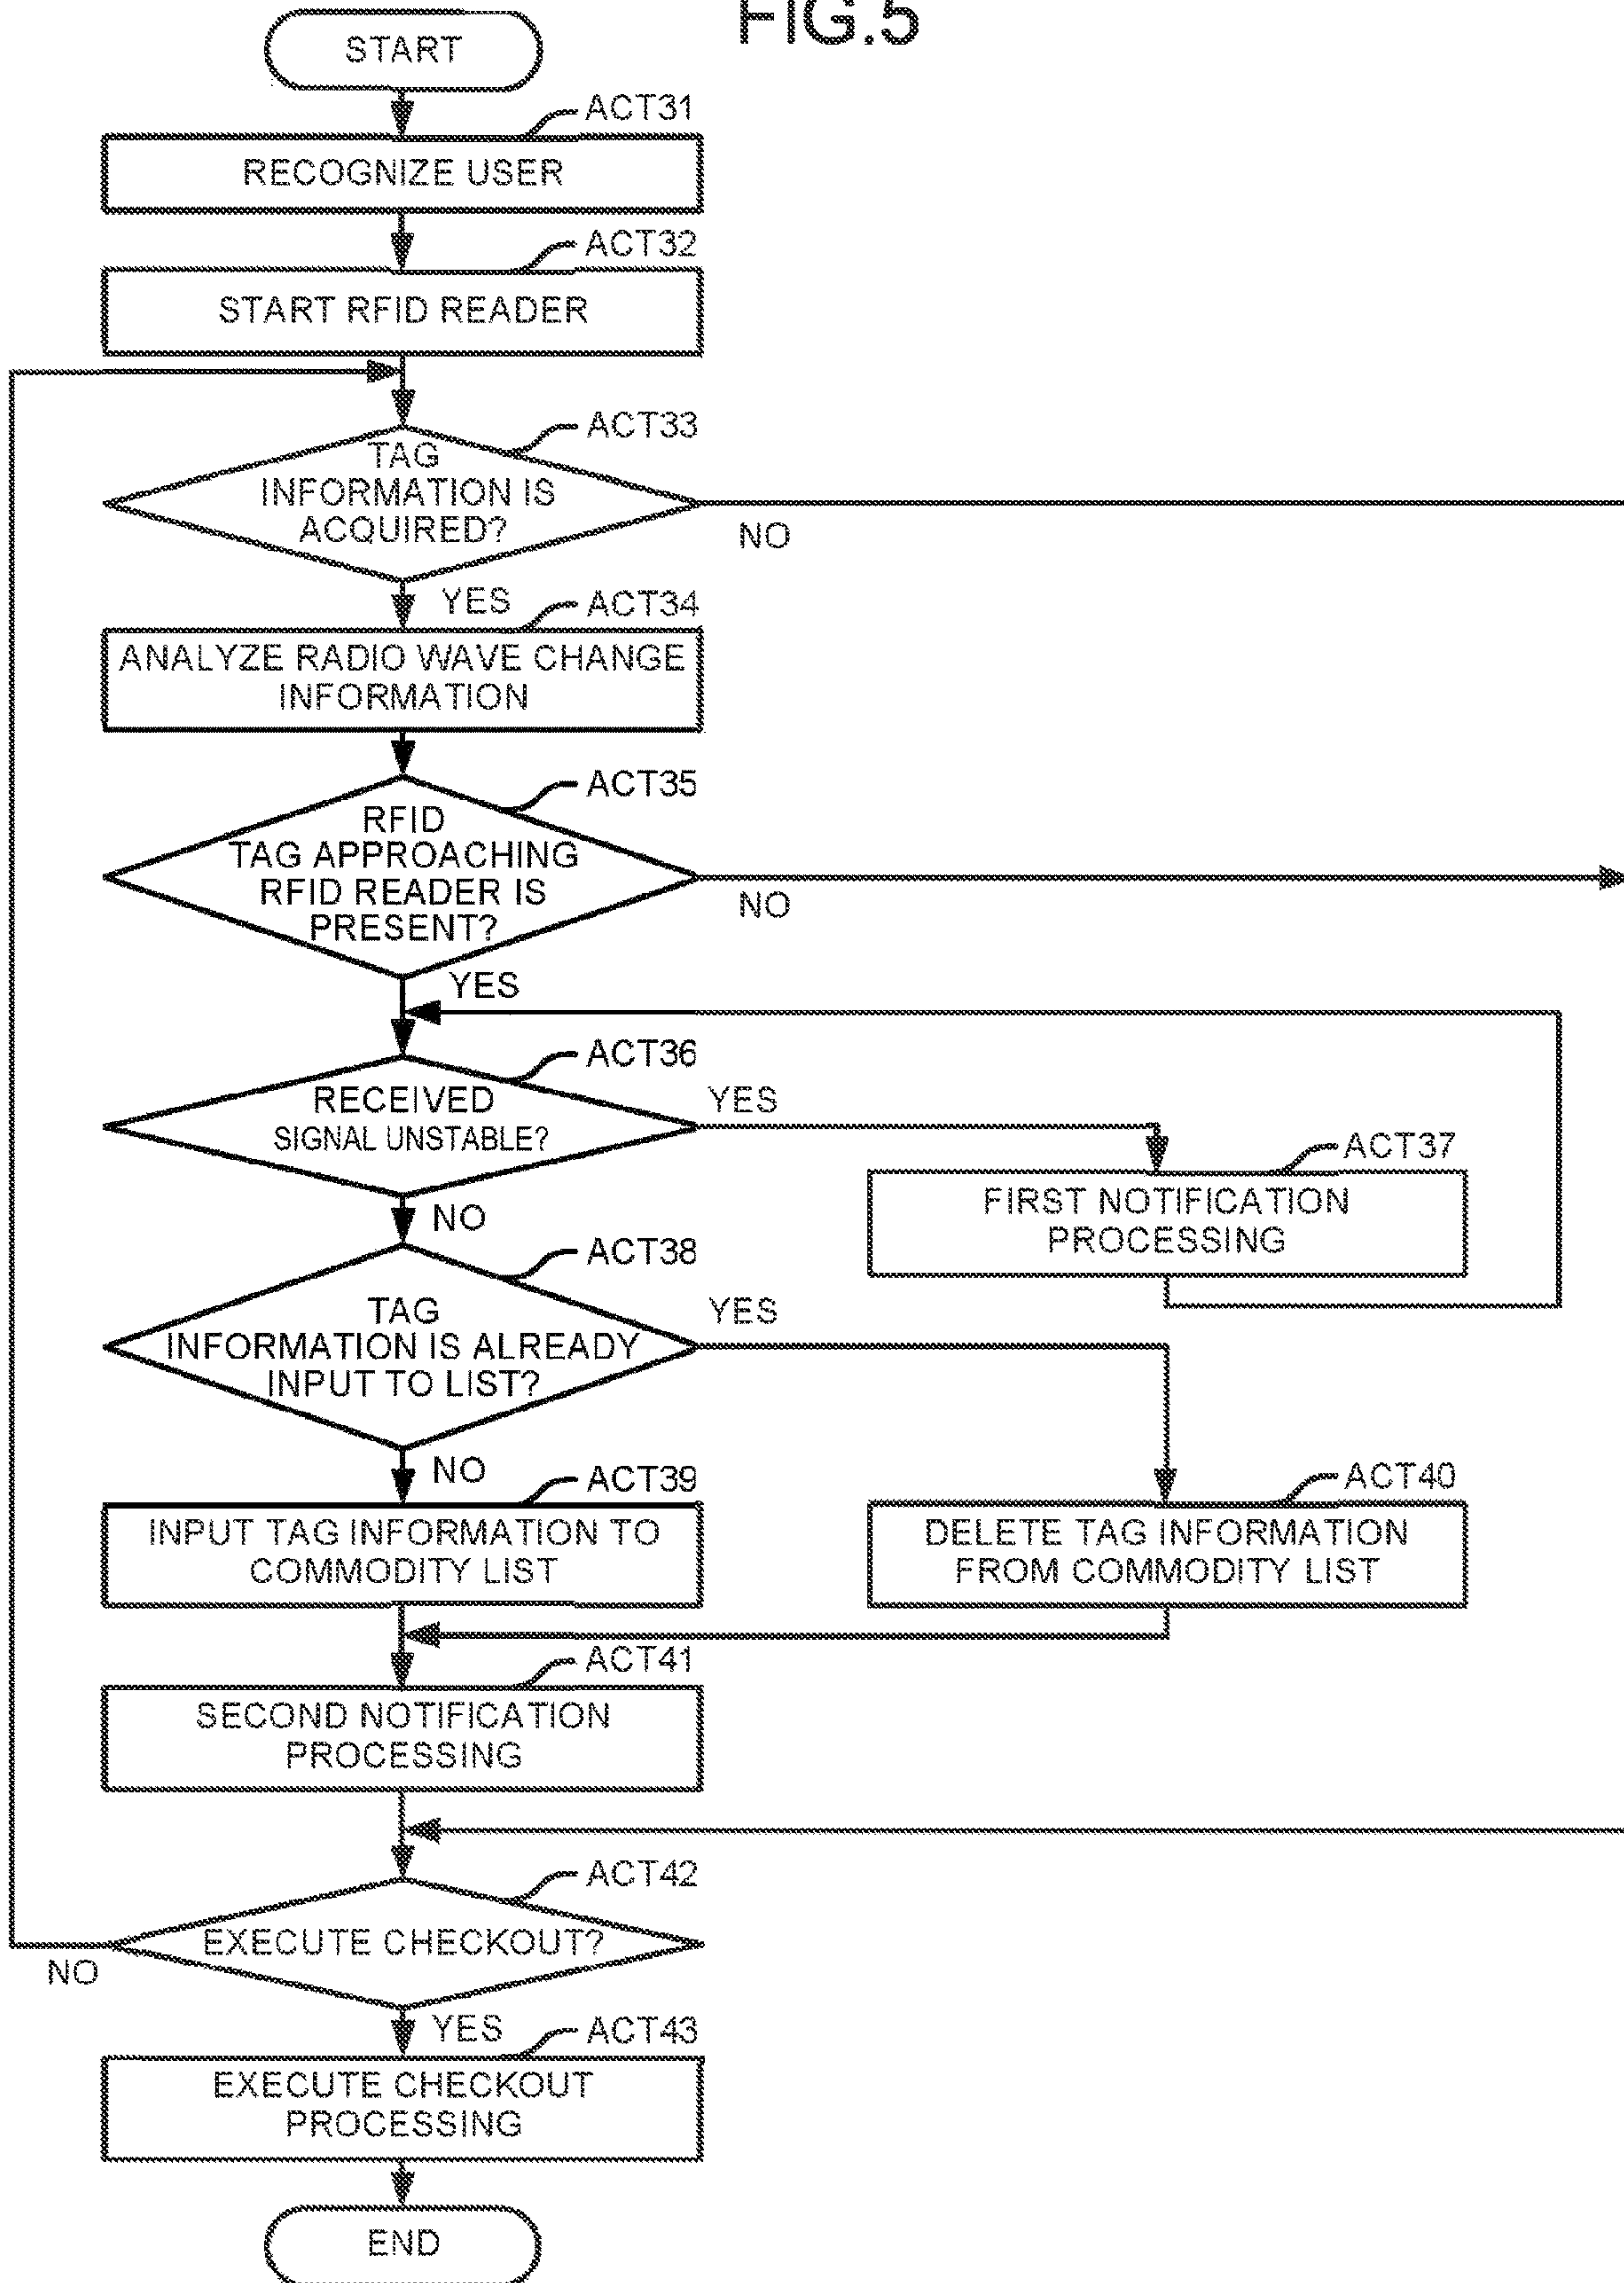 FIG.5
START
ACT31
RECOGNIZE USER
ACT32
START RFID READER
ACT33
TAG
INFORMATION IS
ACQUIRED?
NO
YES
ACT34
ANALYZE RADIO WAVE CHANGE
INFORMATION
ACT35
RFID
TAG APPROACHING
RFID READER IS
PRESENT?
NO
YES
ACT36
RECEIVED
SIGNAL UNSTABLE?
YES
ACT37
FIRST NOTIFICATION
PROCESSING
NO
ACT38
TAG
INFORMATION IS ALREADY
INPUT TO LIST?
YES
NO
ACT39
INPUT TAG INFORMATION TO
COMMODITY LIST
ACT40
DELETE TAG INFORMATION
FROM COMMODITY LIST
ACT41
SECOND NOTIFICATION
PROCESSING
ACT42
EXECUTE CHECKOUT?
NO
YES
ACT43
EXECUTE CHECKOUT
PROCESSING
END